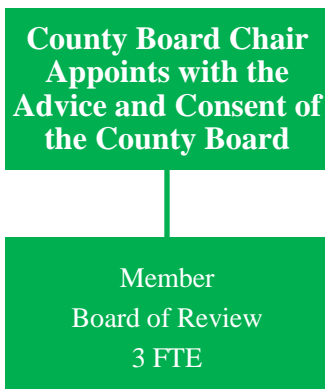 County Board Chair
Appoints with the
Advice and Consent of
the County Board
Member
Board of Review
3 FTE